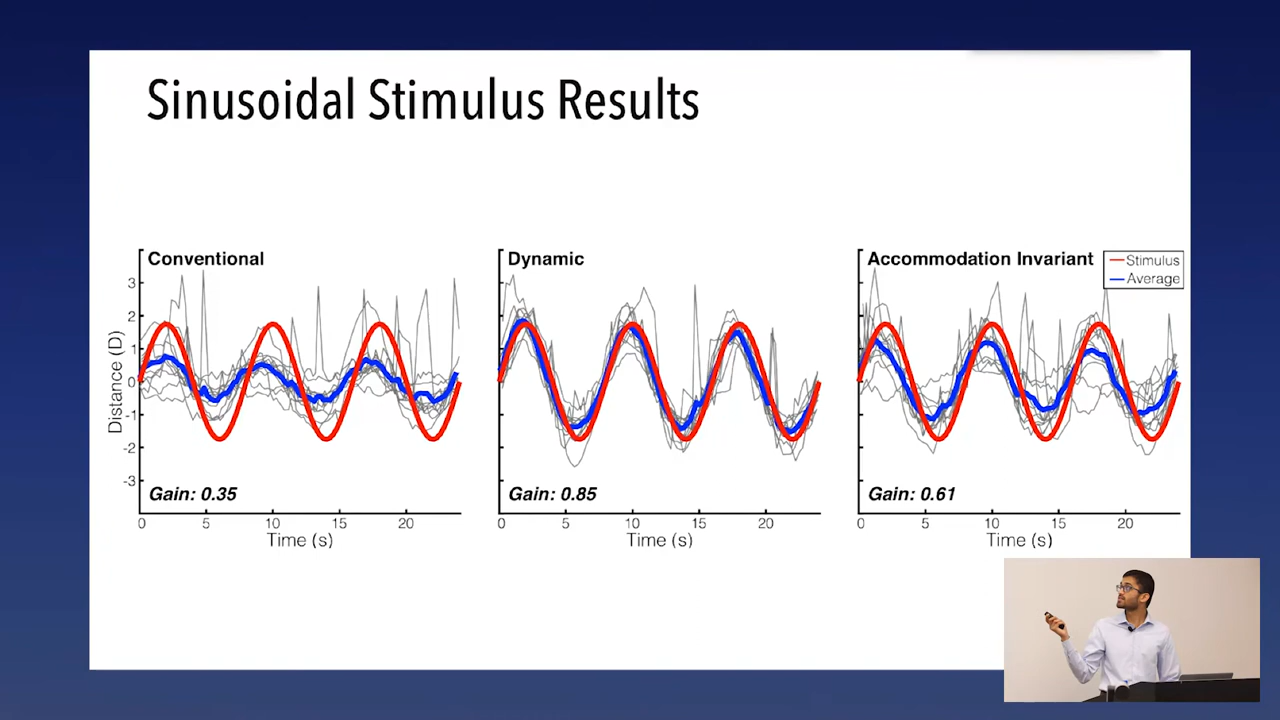 Sinusoidal Stimulus Results
Conventional
Distance (D)
3
2
1
0
-1
-2
-3
Gain: 0.35
0 5 10 15 20
Time (s)
Dynamic
Gain: 0.85
0 5 10 15 20
Time (s)
Accommodation Invariant
Stimulus
Average
Gain: 0.61
0 5 10 15 20
Time (s)